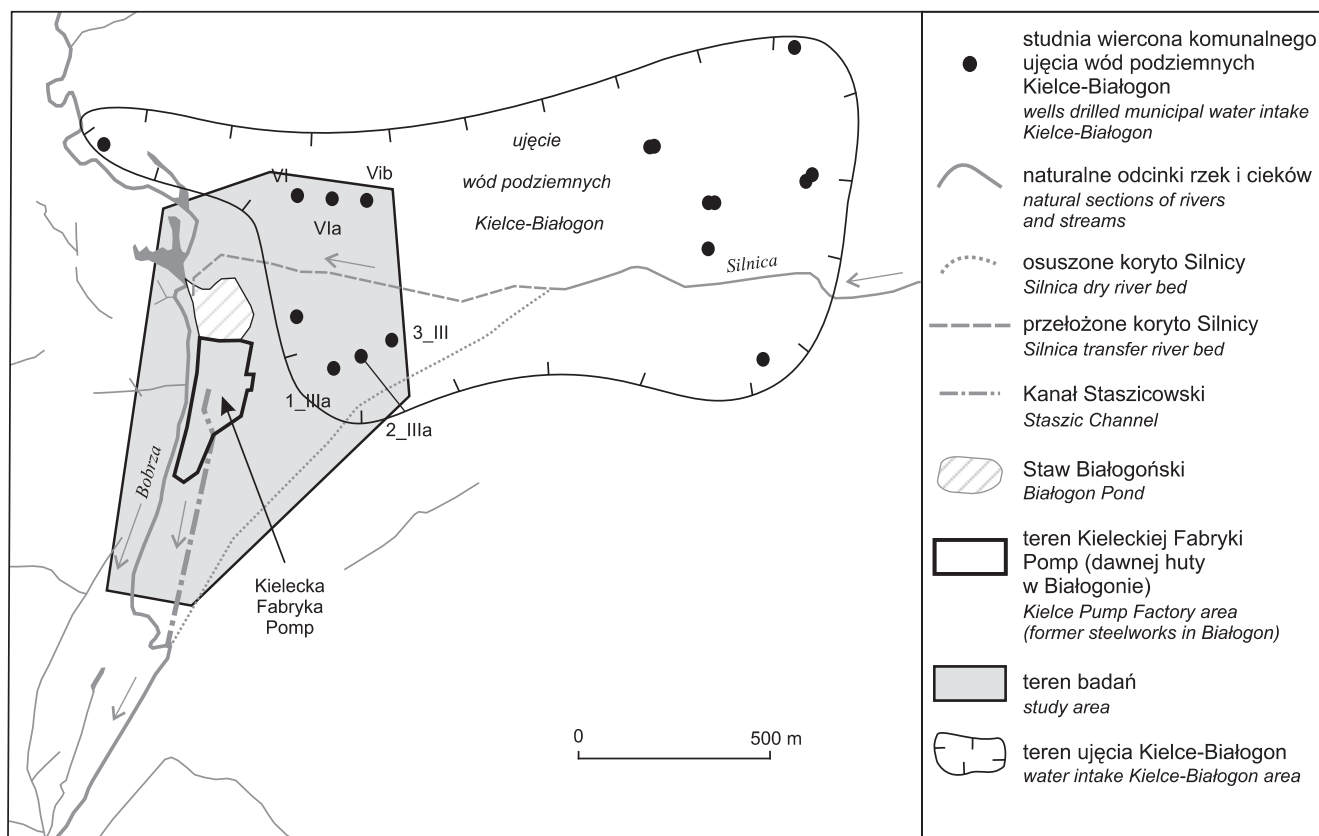 VI
Vib
VIa
ujęcie
wód podziemnych
Kielce-Białogon
Silnica
3_III
1_IIIa
2_IIIa
Bobrza
Kielecka
Fabryka
Pomp
0 500 m
studnia wiercona komunalnego
ujęcia wód podziemnych
Kielce-Białogon
wells drilled municipal water intake
Kielce-Białogon
naturalne odcinki rzek i cieków
natural sections of rivers
and streams
osuszone koryto Silnicy
Silnica dry river bed
przełożone koryto Silnicy
Silnica transfer river bed
Kanał Staszicowski
Staszic Channel
Staw Białogoński
Białogon Pond
teren Kieleckiej Fabryki
Pomp (dawnej huty
w Białogonie)
Kielce Pump Factory area
(former steelworks in Białogon)
teren badań
study area
teren ujęcia Kielce-Białogon
water intake Kielce-Białogon area